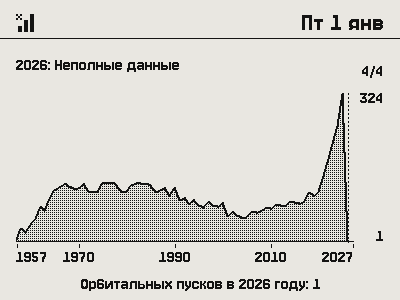 Пт 1 янв
2026: Неполные данные
4/4
324
1
1957 1970 1990 2010 2027
Орбитальных пусков в 2026 году: 1